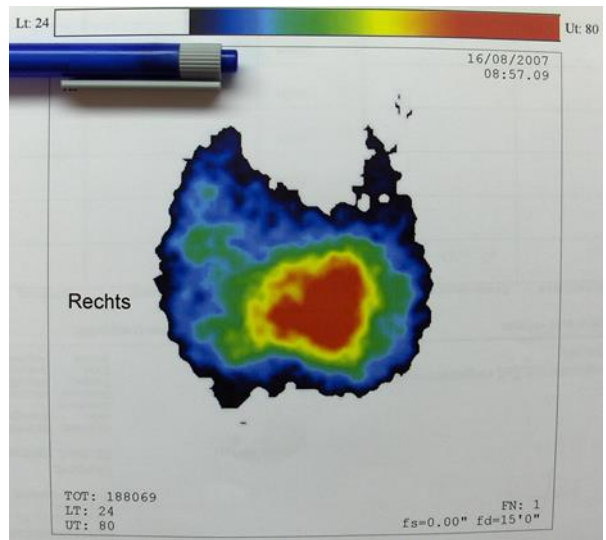 Lt: 24
Ut: 80
16/08/2007
08:57.09
Rechts
TOT: 188069
LT: 24
UT: 80
FN: 1
fs=0.00" fd=15'0"